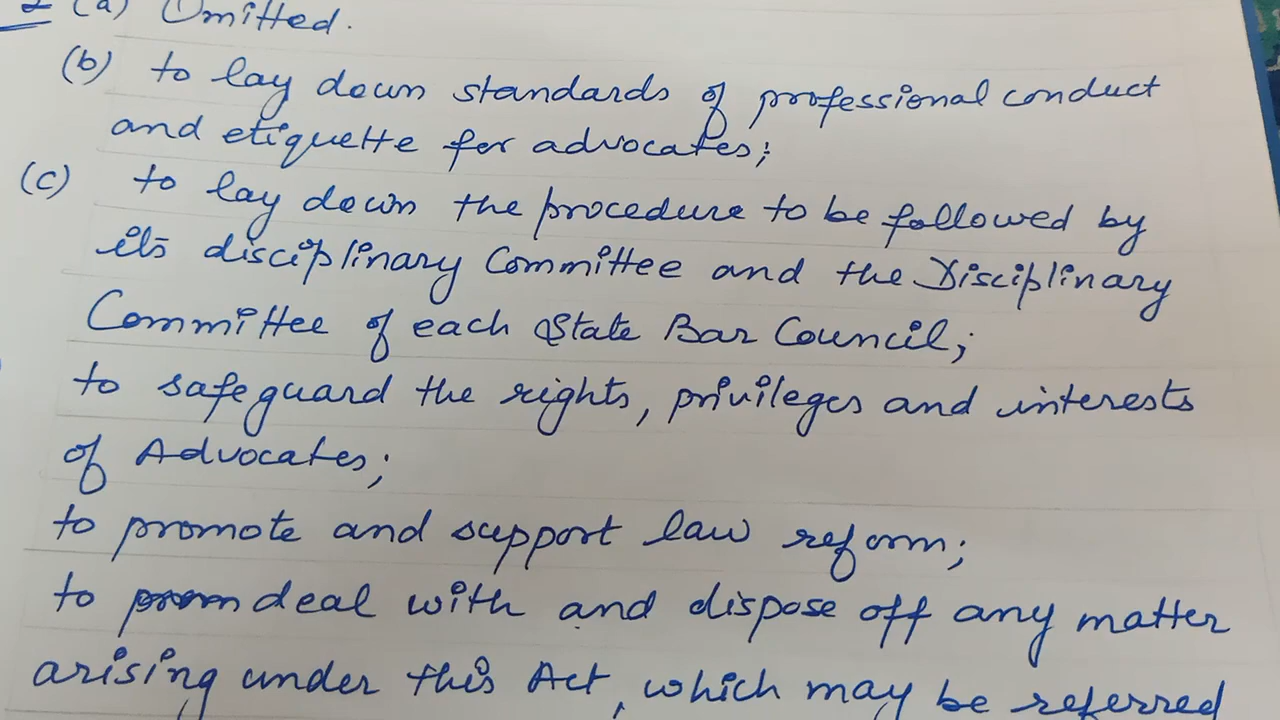 (a) Omitted.
(b) to lay down standards of professional conduct
and etiquette for advocates;
(c) to lay down the procedure to be followed by
its disciplinary Committee and the Disciplinary
Committee of each State Bar Council;
to safeguard the rights, privileges and interests
of Advocates;
to promote and support law reform;
to deal with and dispose off any matter
arising under this Act, which may be referred